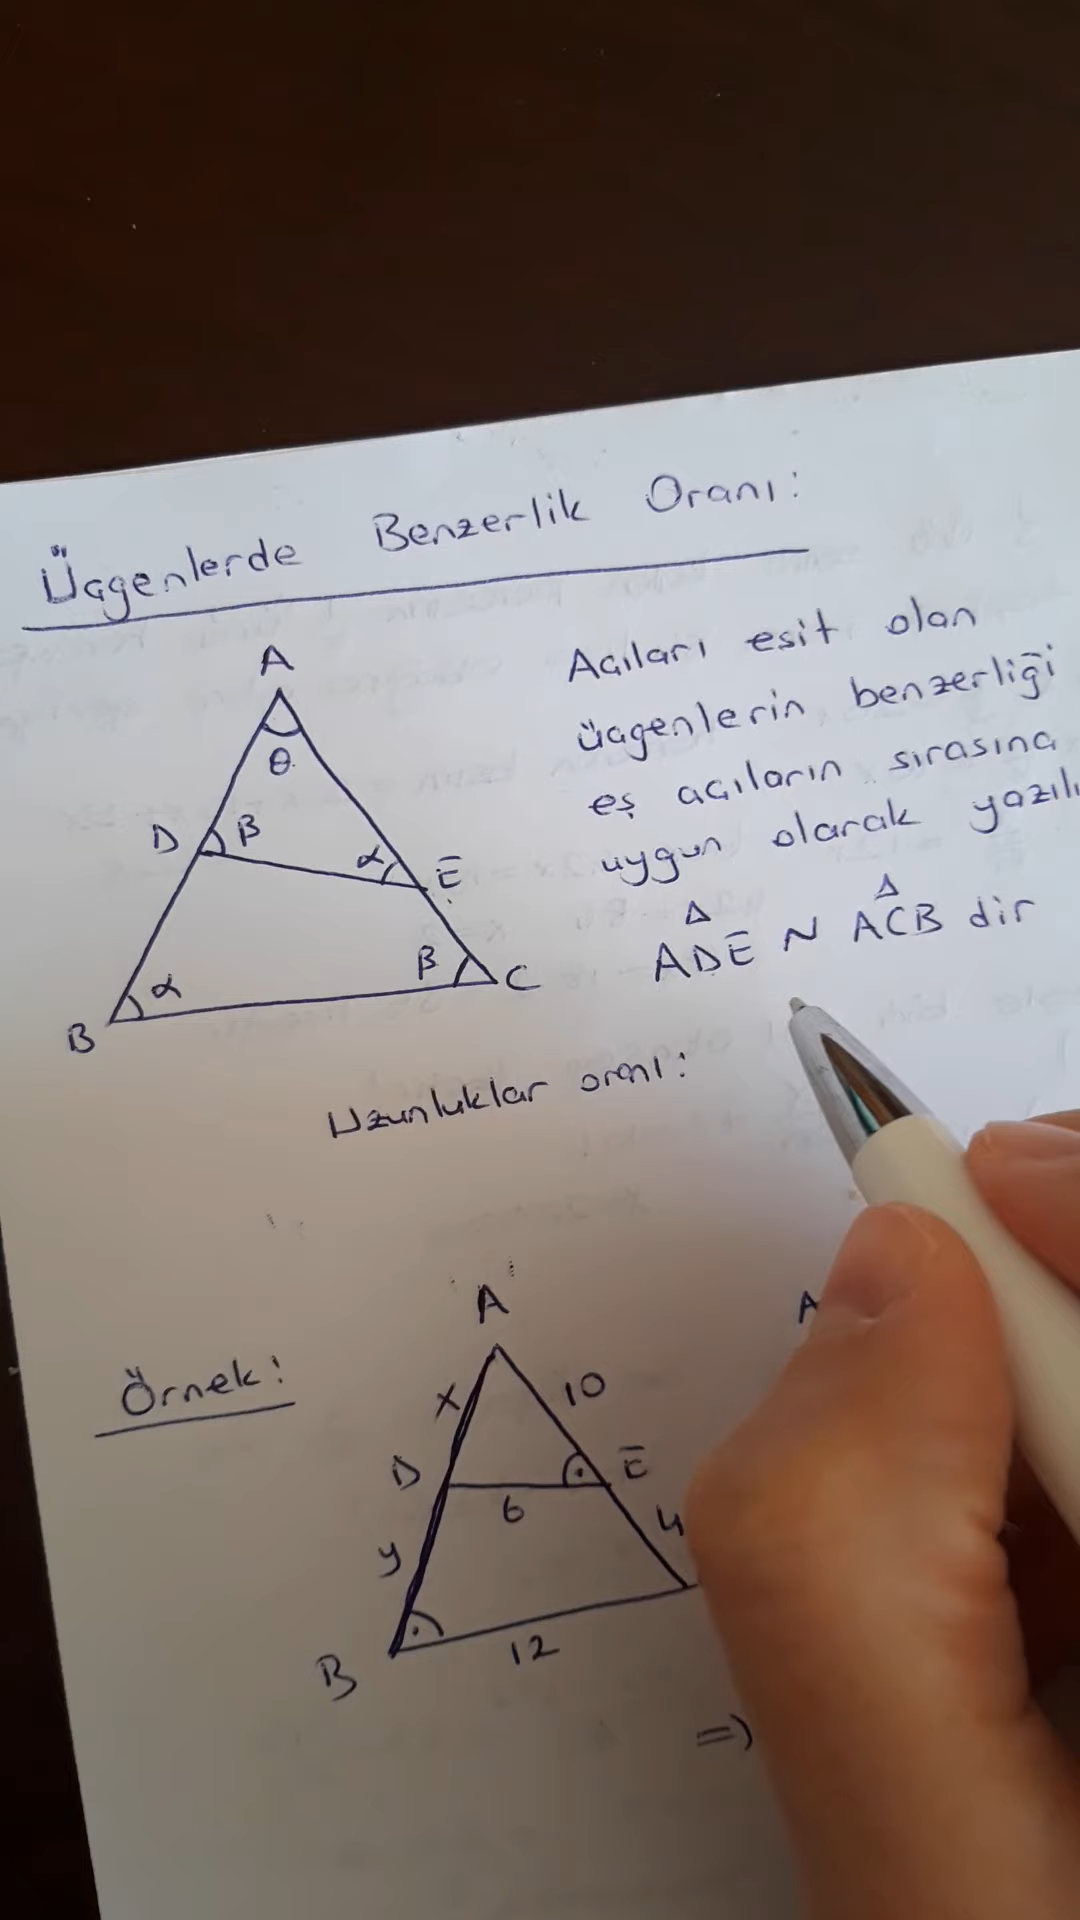 Üçgenlerde Benzerlik Oranı:
A
θ
D β
α E
β C
B α
Açıları eşit olan
üçgenlerin benzerliği
eş açıların sırasına
uygun olarak
Δ Δ
ADE ~ ACB dir
Uzunluklar oranı:
Örnek:
A
x 10
D E
6
y 4
B 12
=>